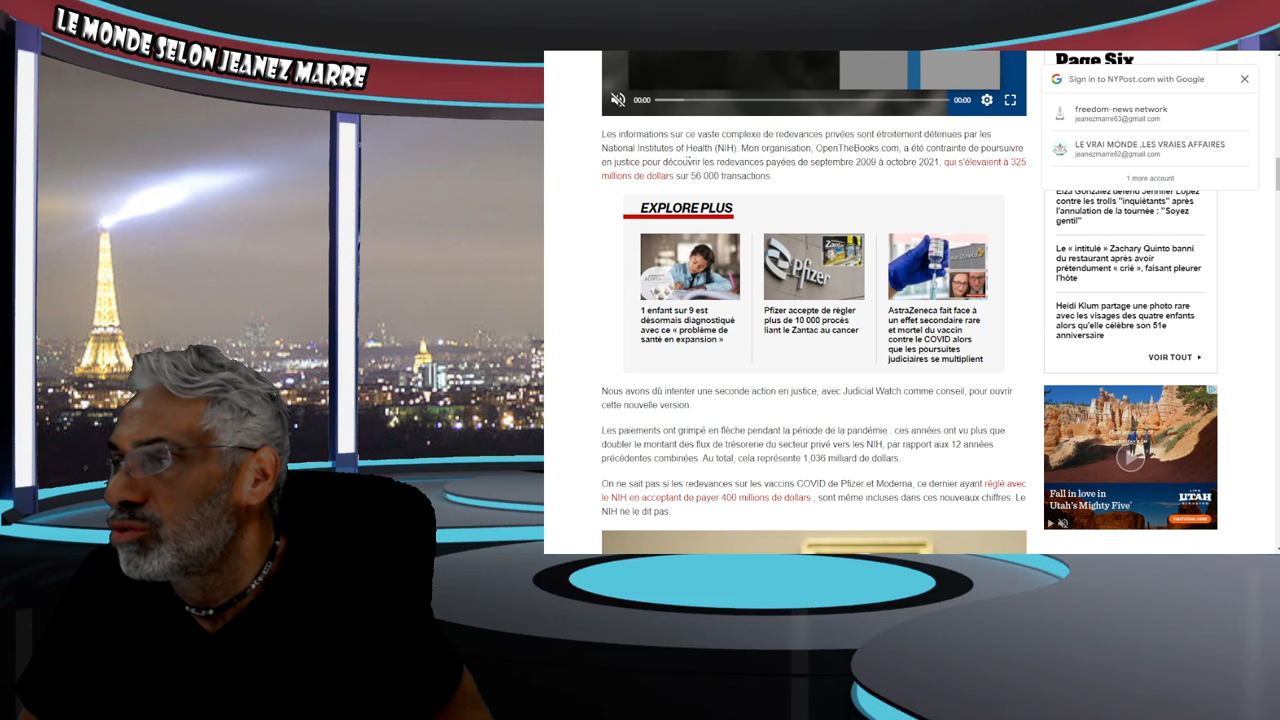 LE MONDE SELON JEANEZ MARRE
00:00
00:00
Les informations sur ce vaste complexe de redevances privées sont étroitement détenues par les
National Institutes of Health (NIH). Mon organisation, OpenTheBooks.com, a été contrainte de poursuivre
en justice pour découvrir les redevances payées de septembre 2009 à octobre 2021, qui s'élevaient à 325
millions de dollars sur 56 000 transactions.
EXPLORE PLUS
Pfizer
Zantac
1 enfant sur 9 est
désormais diagnostiqué
avec ce « problème de
santé en expansion »
Pfizer accepte de régler
plus de 10 000 procès
liant le Zantac au cancer
AstraZeneca fait face à
un effet secondaire rare
et mortel du vaccin
contre le COVID alors
que les poursuites
judiciaires se multiplient
Nous avons dû intenter une seconde action en justice, avec Judicial Watch comme conseil, pour ouvrir
cette nouvelle version.
Les paiements ont grimpé en flèche pendant la période de la pandémie : ces années ont vu plus que
doubler le montant des flux de trésorerie du secteur privé vers les NIH, par rapport aux 12 années
précédentes combinées. Au total, cela représente 1,036 milliard de dollars.
On ne sait pas si les redevances sur les vaccins COVID de Pfizer et Moderna, ce dernier ayant réglé avec
le NIH en acceptant de payer 400 millions de dollars , sont même incluses dans ces nouveaux chiffres. Le
NIH ne le dit pas.
Page Six
Sign in to NYPost.com with Google
freedom-news network
jeanezmarre63@gmail.com
LE VRAI MONDE ,LES VRAIES AFFAIRES
jeanezmarre62@gmail.com
1 more account
Eiza González défend Jennifer Lopez
contre les trolls "inquiétants" après
l'annulation de la tournée : "Soyez
gentil"
Le « intitulé » Zachary Quinto banni
du restaurant après avoir
prétendument « crié », faisant pleurer
l'hôte
Heidi Klum partage une photo rare
avec les visages des quatre enfants
alors qu'elle célèbre son 51e
anniversaire
VOIR TOUT
Fall in love in
Utah's Mighty Five
UTAH